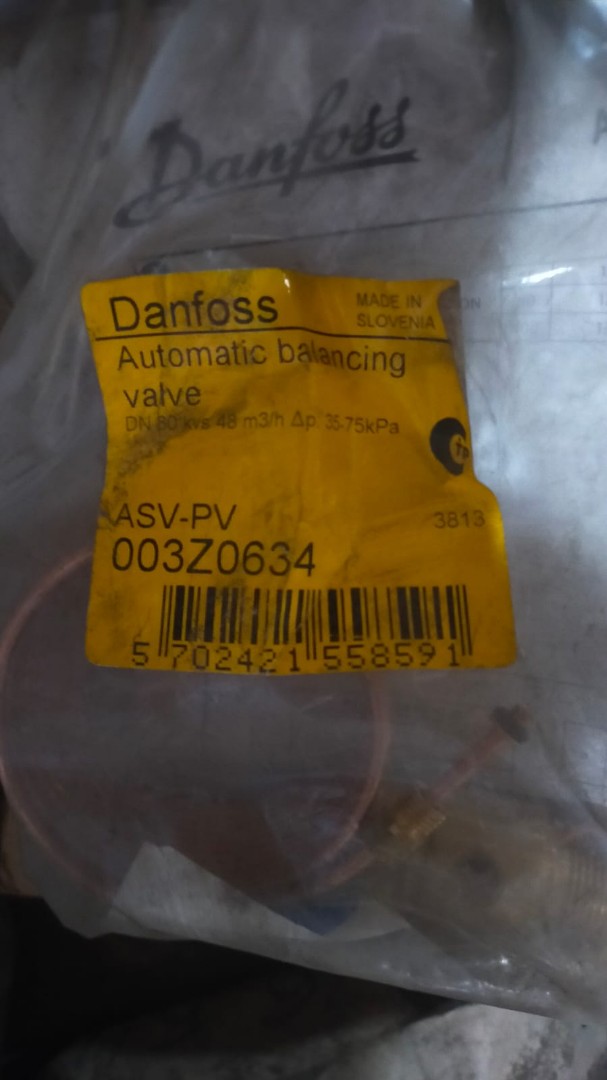 Danfoss
Danfoss
MADE IN
SLOVENIA
Automatic balancing
valve
DN 80 kvs 48 m3/h Δp 35-75kPa
ASV-PV
3813
003Z0634
5 702421 558591